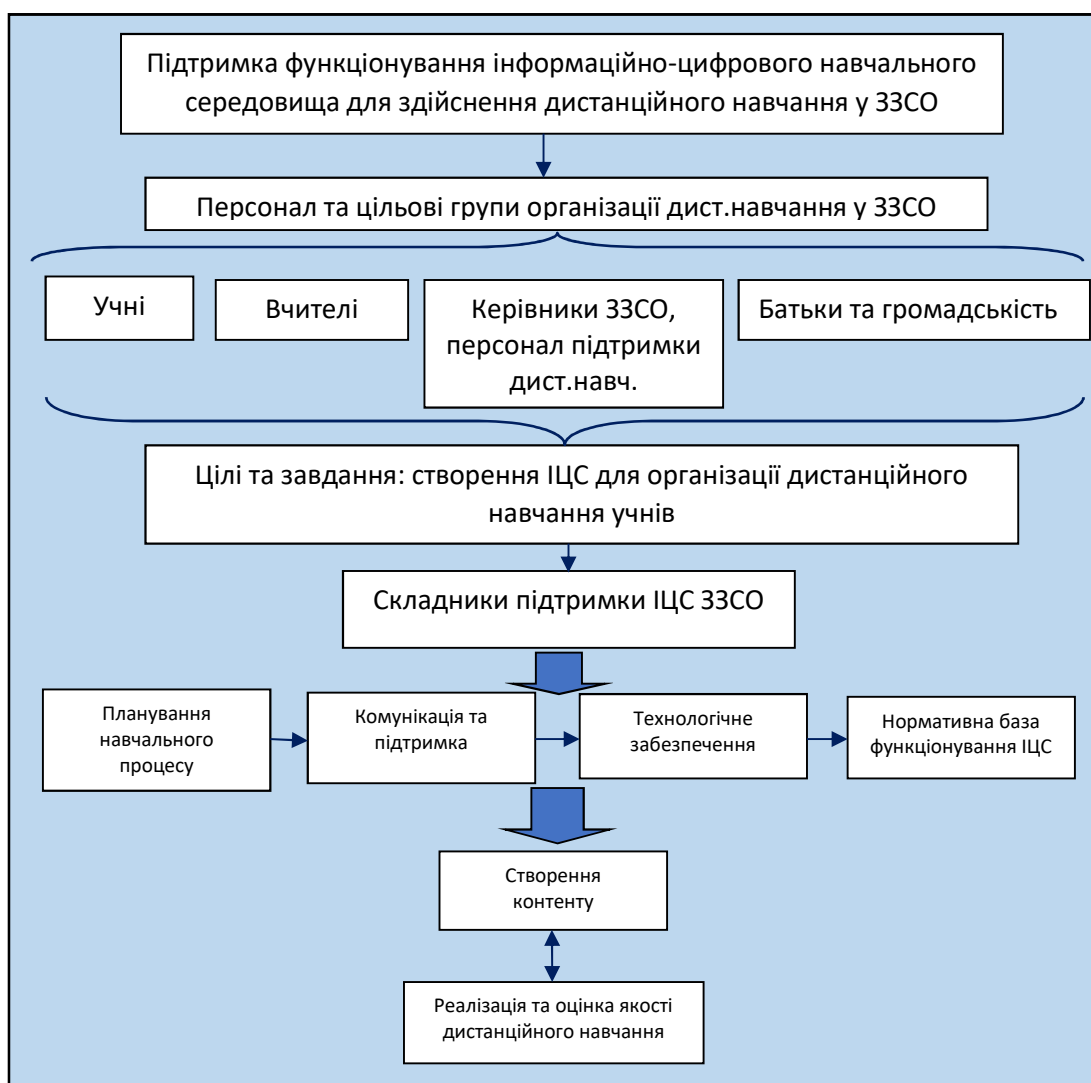 Підтримка функціонування інформаційно-цифрового навчального
середовища для здійснення дистанційного навчання у ЗЗСО
Персонал та цільові групи організації дист.навчання у ЗЗСО
Учні
Вчителі
Керівники ЗЗСО,
персонал підтримки
дист.навч.
Батьки та громадськість
Цілі та завдання: створення ІЦС для організації дистанційного
навчання учнів
Складники підтримки ІЦС ЗЗСО
Планування
навчального
процесу
Комунікація та
підтримка
Технологічне
забезпечення
Нормативна база
функціонування ІЦС
Створення
контенту
Реалізація та оцінка якості
дистанційного навчання